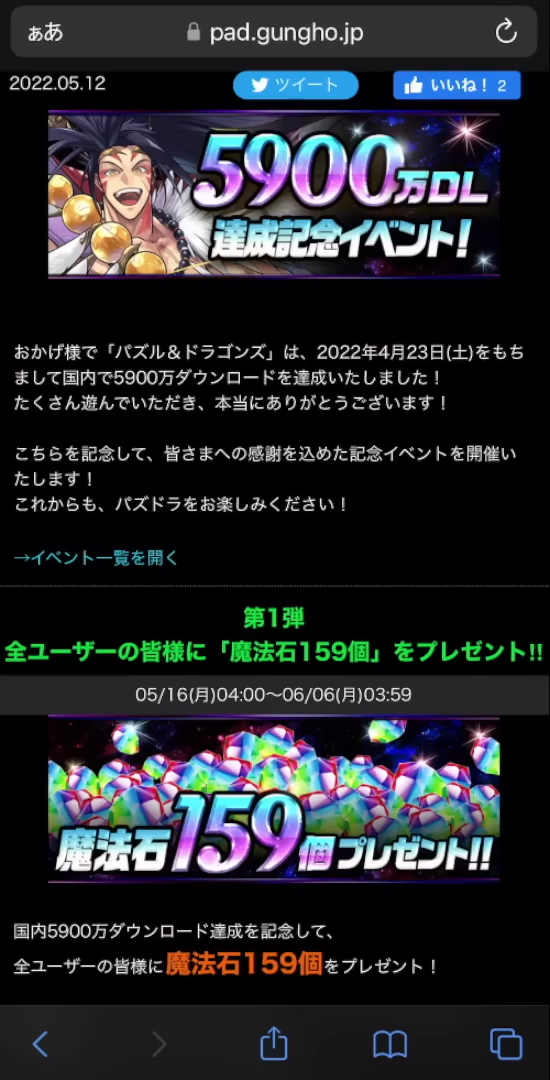 ぁあ pad.gungho.jp
2022.05.12 ツイート いいね！ 2
5900万DL
達成記念イベント!
おかげ様で「パズル＆ドラゴンズ」は、2022年4月23日(土)をもち
まして国内で5900万ダウンロードを達成いたしました！
たくさん遊んでいただき、本当にありがとうございます！
こちらを記念して、皆さまへの感謝を込めた記念イベントを開催い
たします！
これからも、パズドラをお楽しみください！
→イベント一覧を開く
第1弾
全ユーザーの皆様に「魔法石159個」をプレゼント!!
05/16(月)04:00〜06/06(月)03:59
魔法石159個プレゼント!!
国内5900万ダウンロード達成を記念して、
全ユーザーの皆様に魔法石159個をプレゼント！